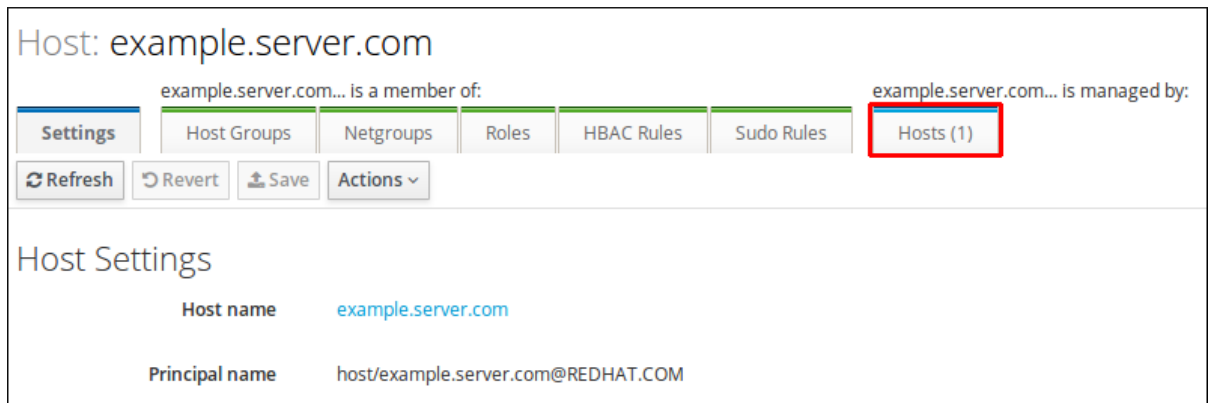 Host: example.server.com
example.server.com... is a member of: example.server.com... is managed by:
Settings Host Groups Netgroups Roles HBAC Rules Sudo Rules Hosts (1)
Refresh Revert Save Actions
Host Settings
Host name example.server.com
Principal name host/example.server.com@REDHAT.COM